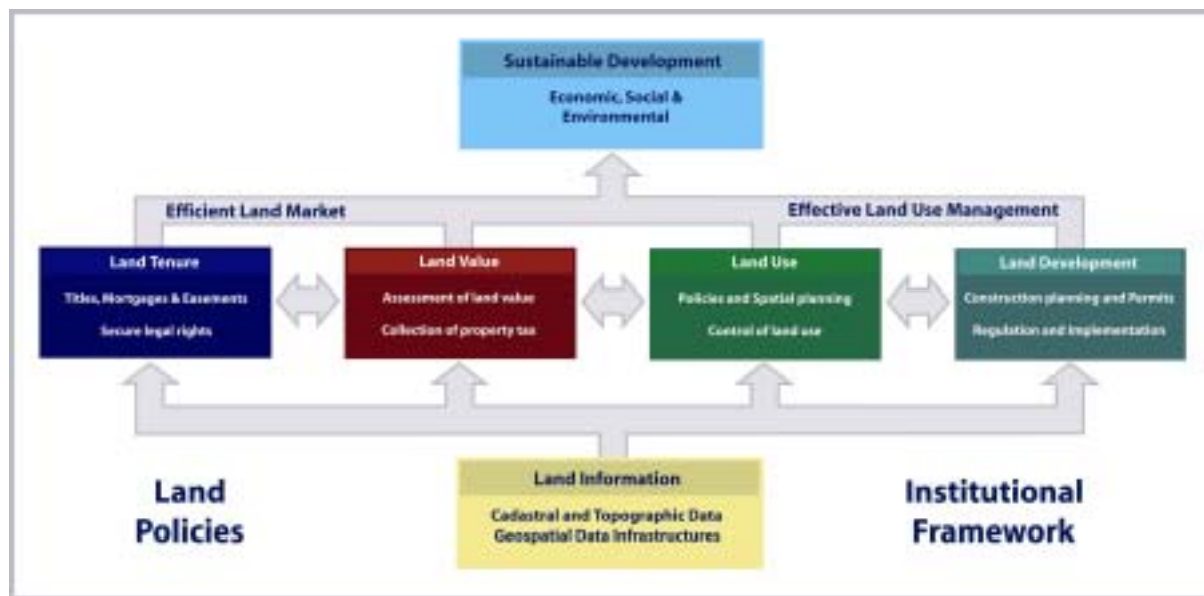 Sustainable Development
Economic, Social &
Environmental
Efficient Land Market
Effective Land Use Management
Land Tenure
Titles, Mortgages & Easements
Secure legal rights
Land Value
Assessment of land value
Collection of property tax
Land Use
Policies and Spatial planning
Control of land use
Land Development
Construction planning and Permits
Regulation and Implementation
Land
Policies
Land Information
Cadastral and Topographic Data
Geospatial Data Infrastructures
Institutional
Framework